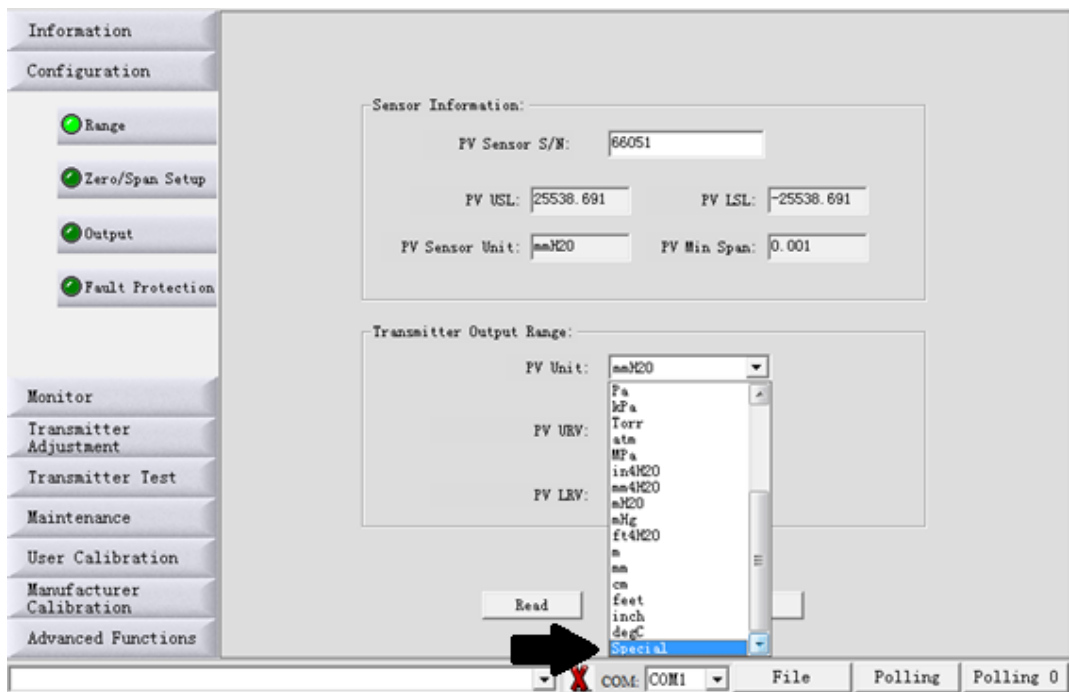 Information
Configuration
Range
Zero/Span Setup
Output
Fault Protection
Monitor
Transmitter
Adjustment
Transmitter Test
Maintenance
User Calibration
Manufacturer
Calibration
Advanced Functions
Sensor Information:
PV Sensor S/N: 66051
PV USL: 25538.691 PV LSL: -25538.691
PV Sensor Unit: mmH2O PV Min Span: 0.001
Transmitter Output Range:
PV Unit: mmH2O
Pa
kPa
Torr
atm
MPa
in4H2O
mm4H2O
mH2O
mHg
ft4H2O
m
mm
cm
feet
inch
degC
Special
PV URV:
PV LRV:
Read
X COM: COM1 File Polling Polling 0